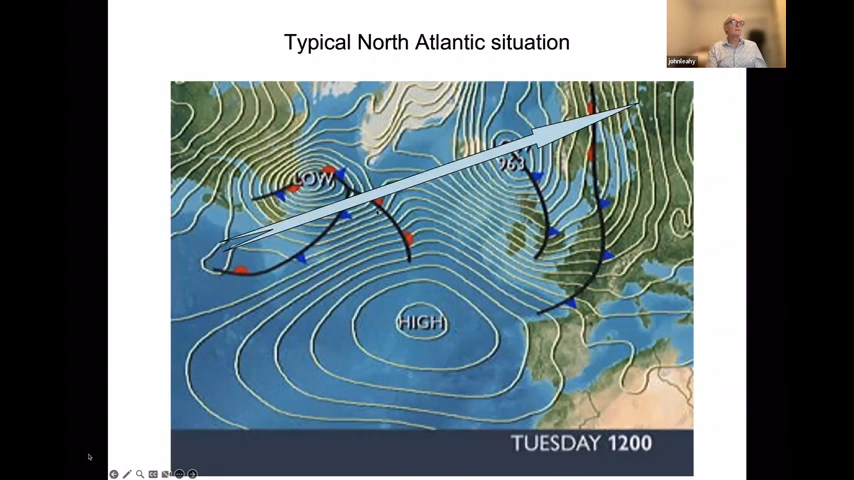 Typical North Atlantic situation
johnleahy
LOW
963
HIGH
TUESDAY 1200